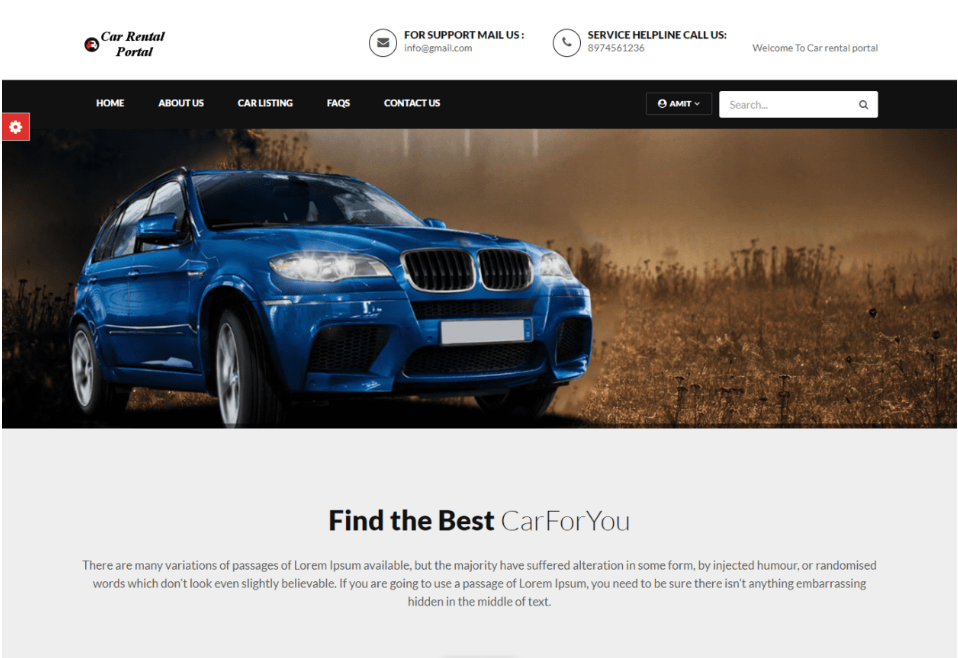 Car Rental
Portal
FOR SUPPORT MAIL US :
info@gmail.com
SERVICE HELPLINE CALL US:
8974561236
Welcome To Car rental portal
HOME ABOUT US CAR LISTING FAQS CONTACT US AMIT Search...
Find the Best CarForYou
There are many variations of passages of Lorem Ipsum available, but the majority have suffered alteration in some form, by injected humour, or randomised
words which don't look even slightly believable. If you are going to use a passage of Lorem Ipsum, you need to be sure there isn't anything embarrassing
hidden in the middle of text.